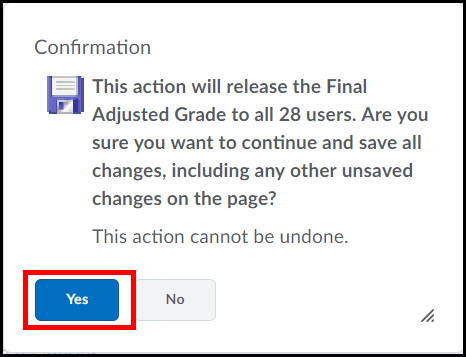 Confirmation
This action will release the Final
Adjusted Grade to all 28 users. Are you
sure you want to continue and save all
changes, including any other unsaved
changes on the page?
This action cannot be undone.
Yes
No